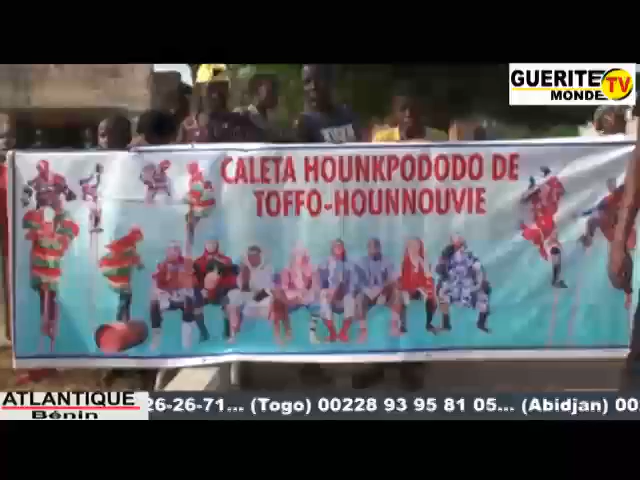 GUERITE TV
MONDE
CALETA HOUNKPODODO DE
TOFFO-HOUNNOUVIE
ATLANTIQUE
Bénin
26-26-71... (Togo) 00228 93 95 81 05... (Abidjan) 00